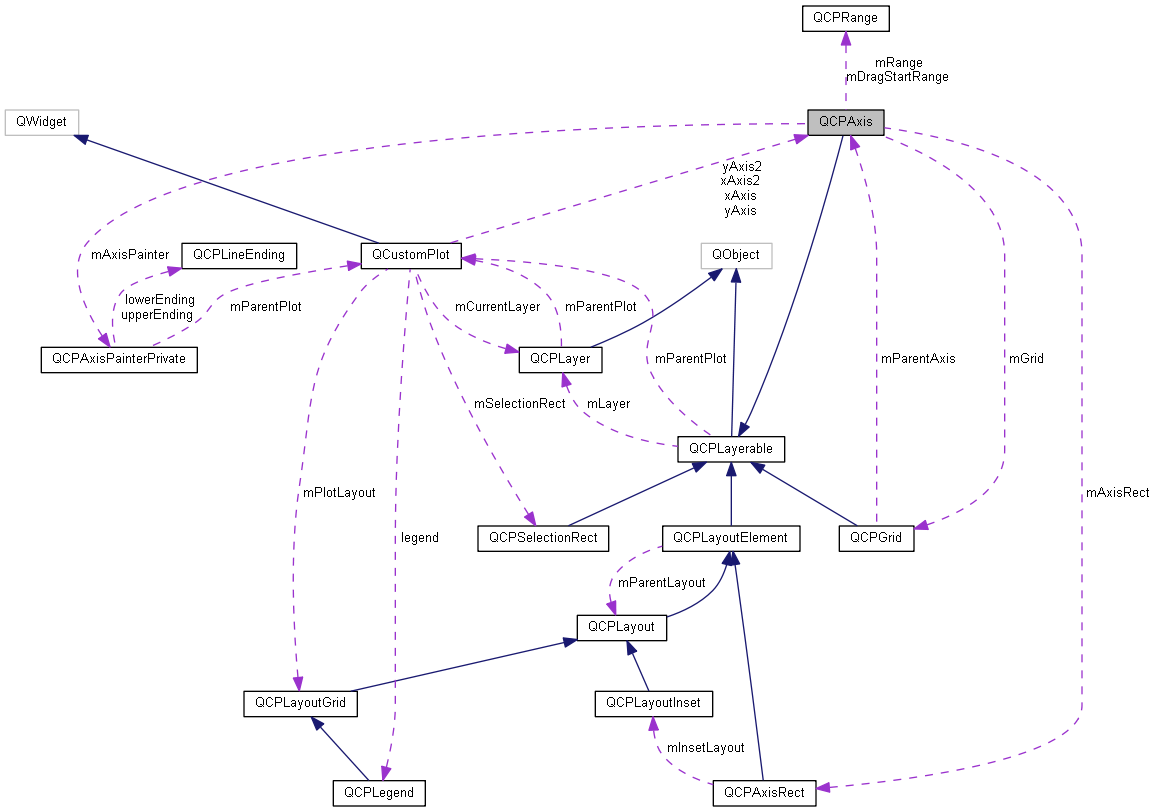 QCPRange
mRange
mDragStartRange
QWidget
QCPAxis
yAxis2
xAxis2
xAxis
yAxis
mAxisPainter
QCPLineEnding
QCustomPlot
QObject
lowerEnding
upperEnding
mParentPlot
mCurrentLayer
mParentPlot
QCPAxisPainterPrivate
QCPLayer
mParentPlot
mParentAxis
mGrid
mSelectionRect
mLayer
QCPLayerable
mPlotLayout
mAxisRect
legend
QCPSelectionRect
QCPLayoutElement
QCPGrid
mParentLayout
QCPLayout
QCPLayoutGrid
QCPLayoutInset
mInsetLayout
QCPLegend
QCPAxisRect